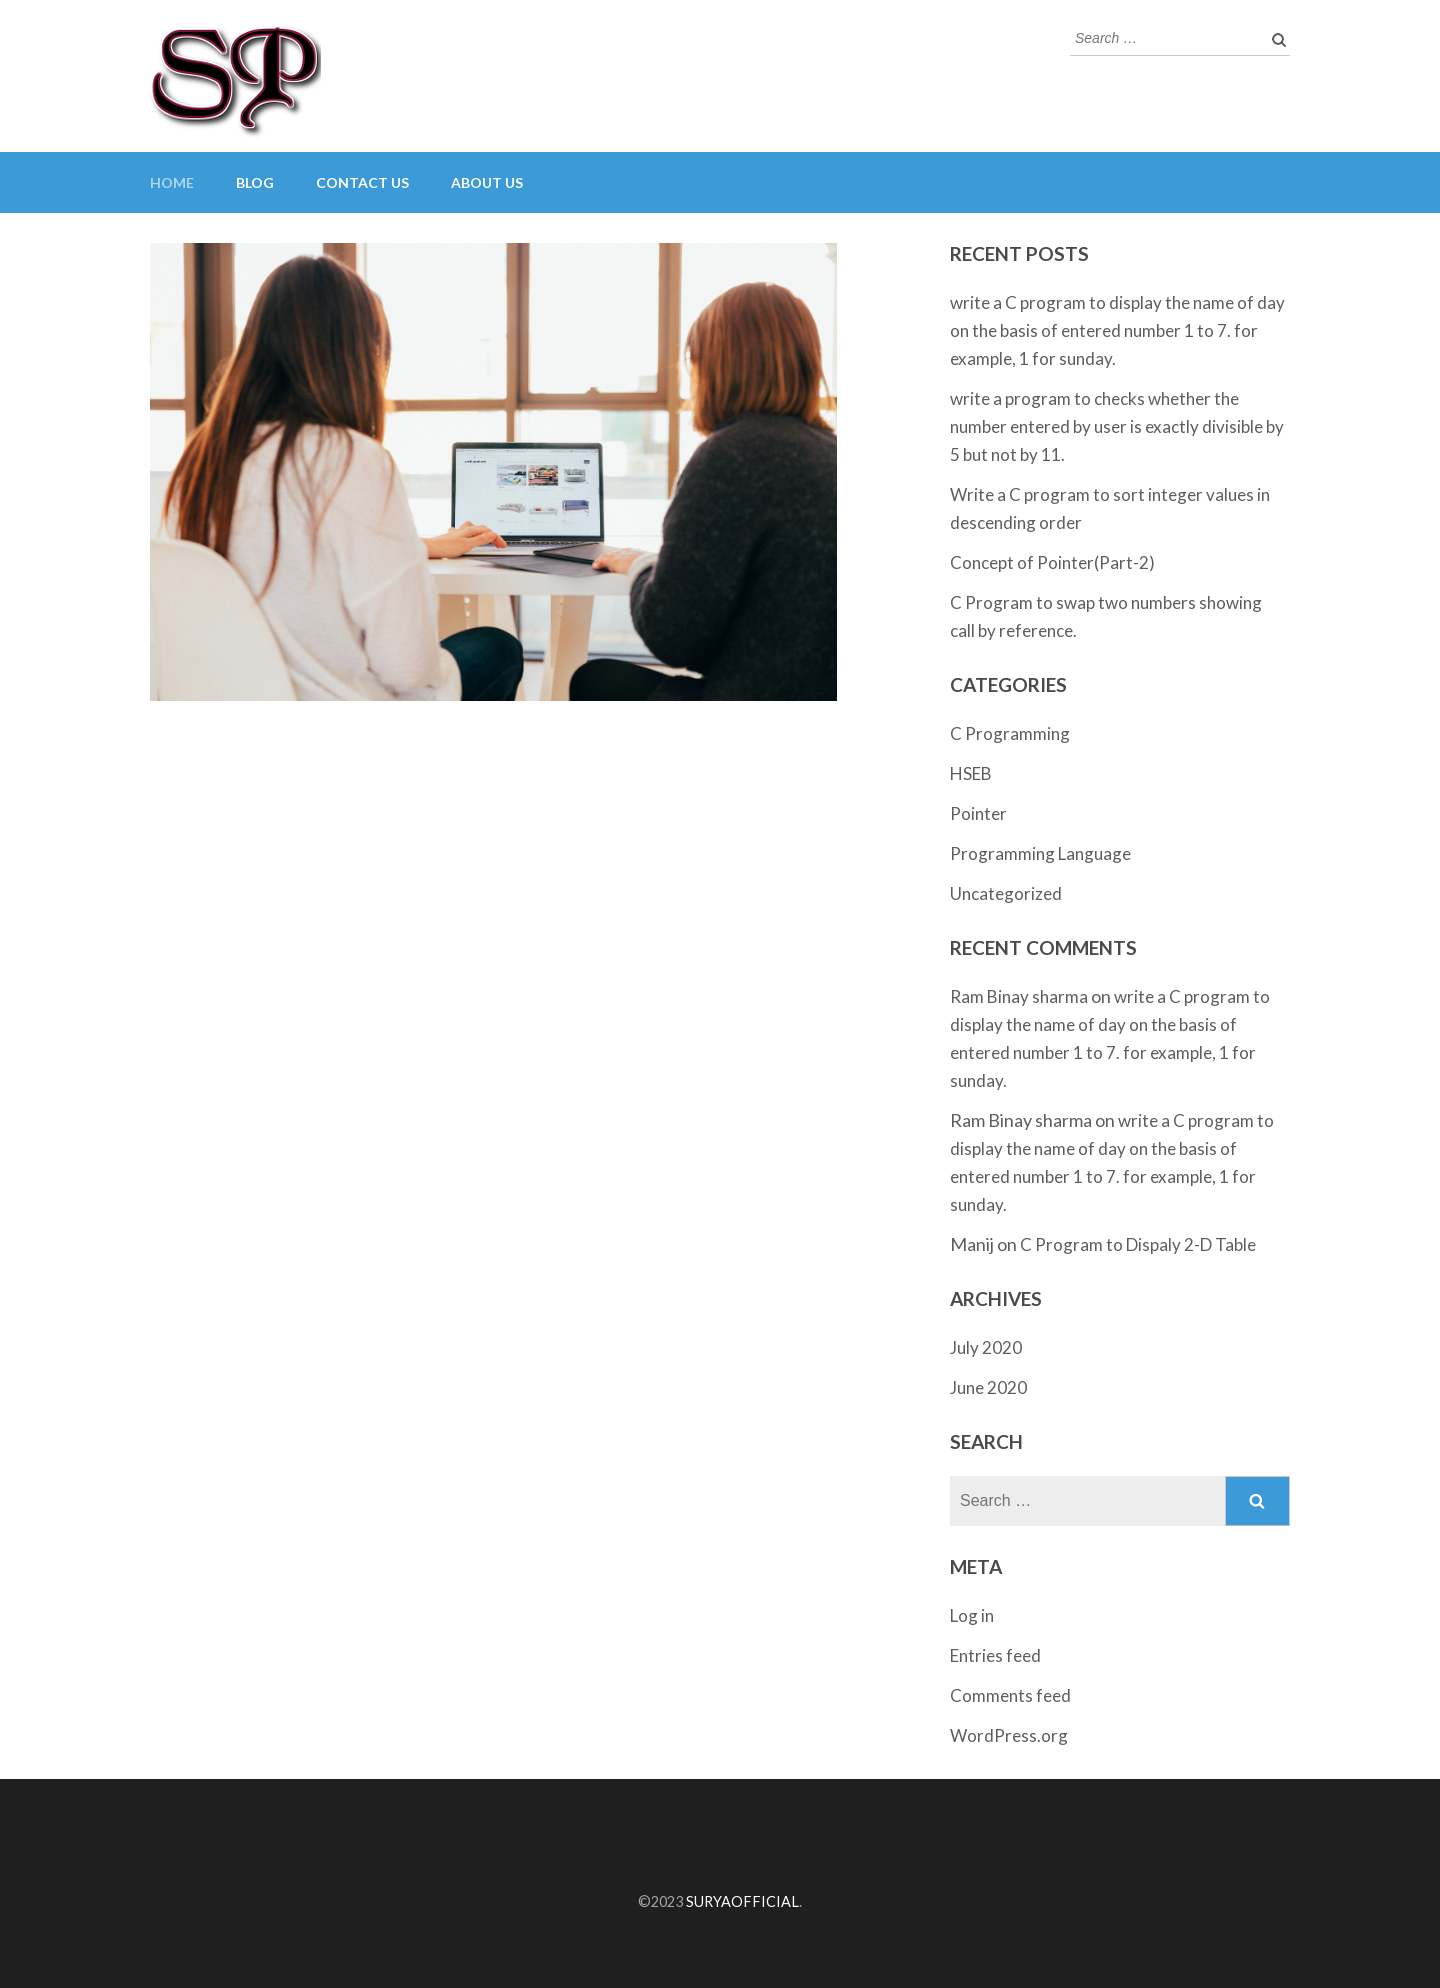 SP
Search …
HOME BLOG CONTACT US ABOUT US
RECENT POSTS
write a C program to display the name of day
on the basis of entered number 1 to 7. for
example, 1 for sunday.
write a program to checks whether the
number entered by user is exactly divisible by
5 but not by 11.
Write a C program to sort integer values in
descending order
Concept of Pointer(Part-2)
C Program to swap two numbers showing
call by reference.
CATEGORIES
C Programming
HSEB
Pointer
Programming Language
Uncategorized
RECENT COMMENTS
Ram Binay sharma on write a C program to
display the name of day on the basis of
entered number 1 to 7. for example, 1 for
sunday.
Ram Binay sharma on write a C program to
display the name of day on the basis of
entered number 1 to 7. for example, 1 for
sunday.
Manij on C Program to Dispaly 2-D Table
ARCHIVES
July 2020
June 2020
SEARCH
Search …
META
Log in
Entries feed
Comments feed
WordPress.org
©2023 SURYAOFFICIAL.